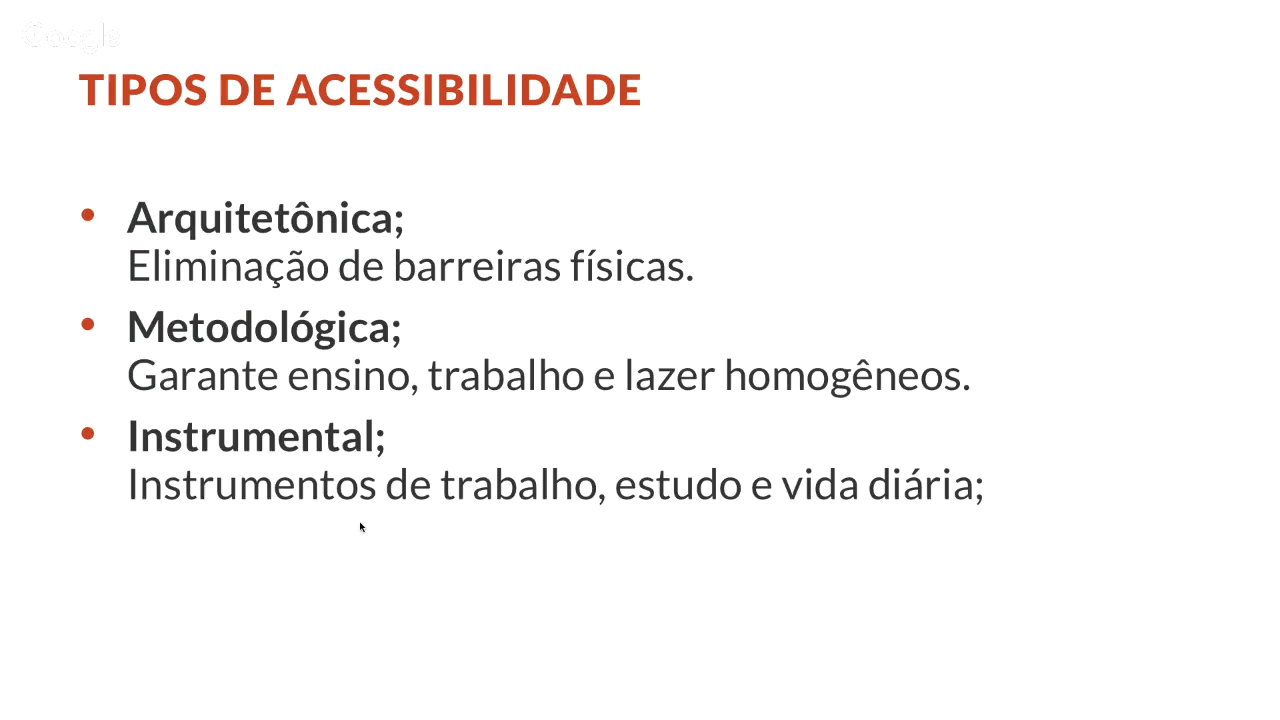 Google
TIPOS DE ACESSIBILIDADE
• Arquitetônica;
Eliminação de barreiras físicas.
• Metodológica;
Garante ensino, trabalho e lazer homogêneos.
• Instrumental;
Instrumentos de trabalho, estudo e vida diária;